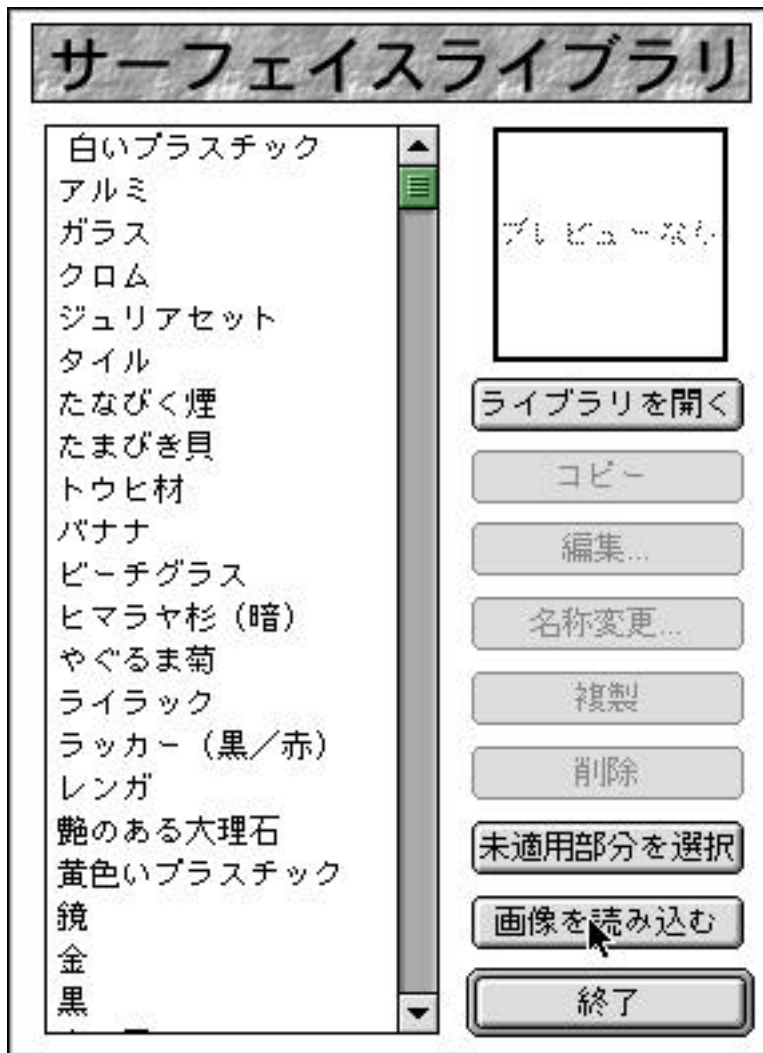 サーフェイスライブラリ
白いプラスチック
アルミ
ガラス
クロム
ジュリアセット
タイル
たなびく煙
たまびき貝
トウヒ材
バナナ
ビーチグラス
ヒマラヤ杉（暗）
やぐるま菊
ライラック
ラッカー（黒／赤）
レンガ
艶のある大理石
黄色いプラスチック
鏡
金
黒
プレビューなし
ライブラリを開く
コピー
編集...
名称変更...
複製
削除
未適用部分を選択
画像を読み込む
終了